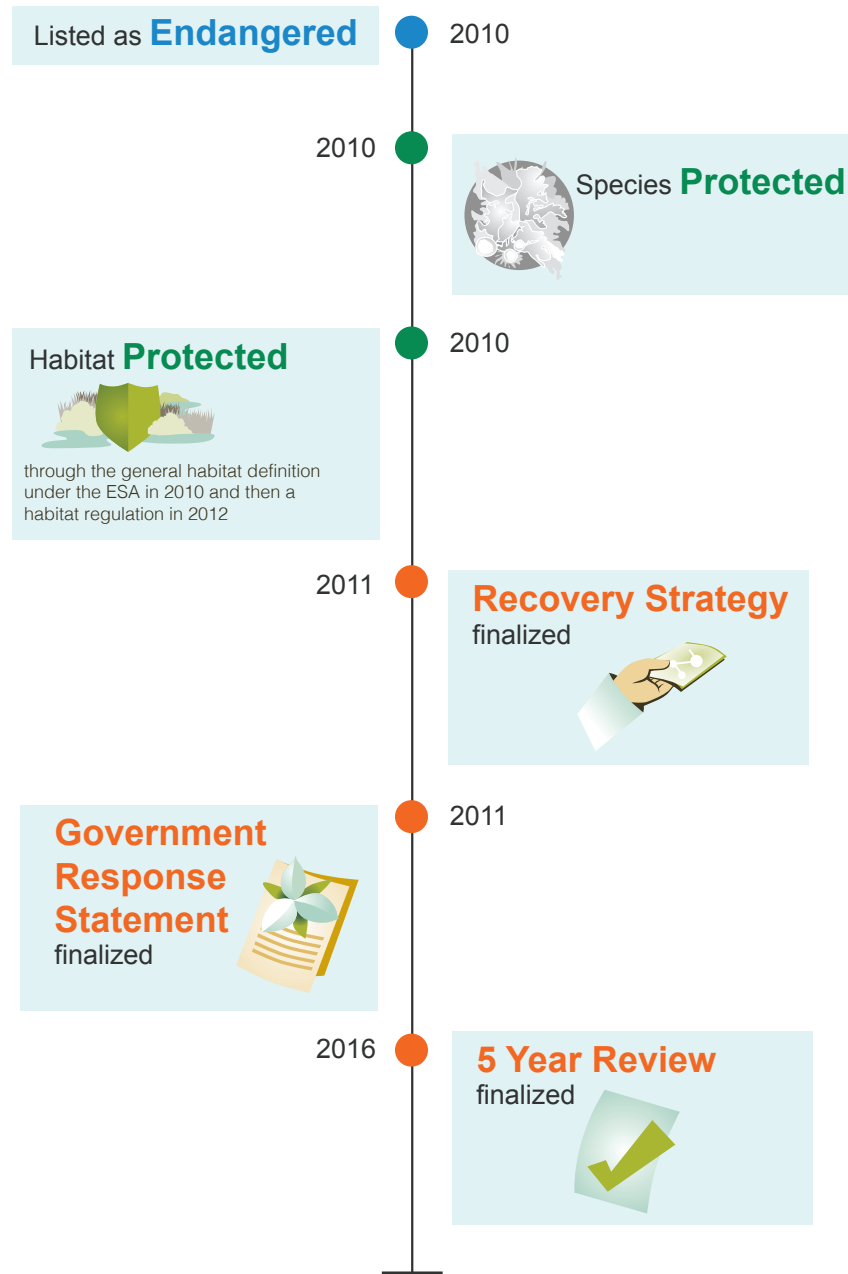 Listed as Endangered
2010
2010
Species Protected
2010
Habitat Protected
through the general habitat definition
under the ESA in 2010 and then a
habitat regulation in 2012
2011
Recovery Strategy
finalized
2011
Government
Response
Statement
finalized
2016
5 Year Review
finalized